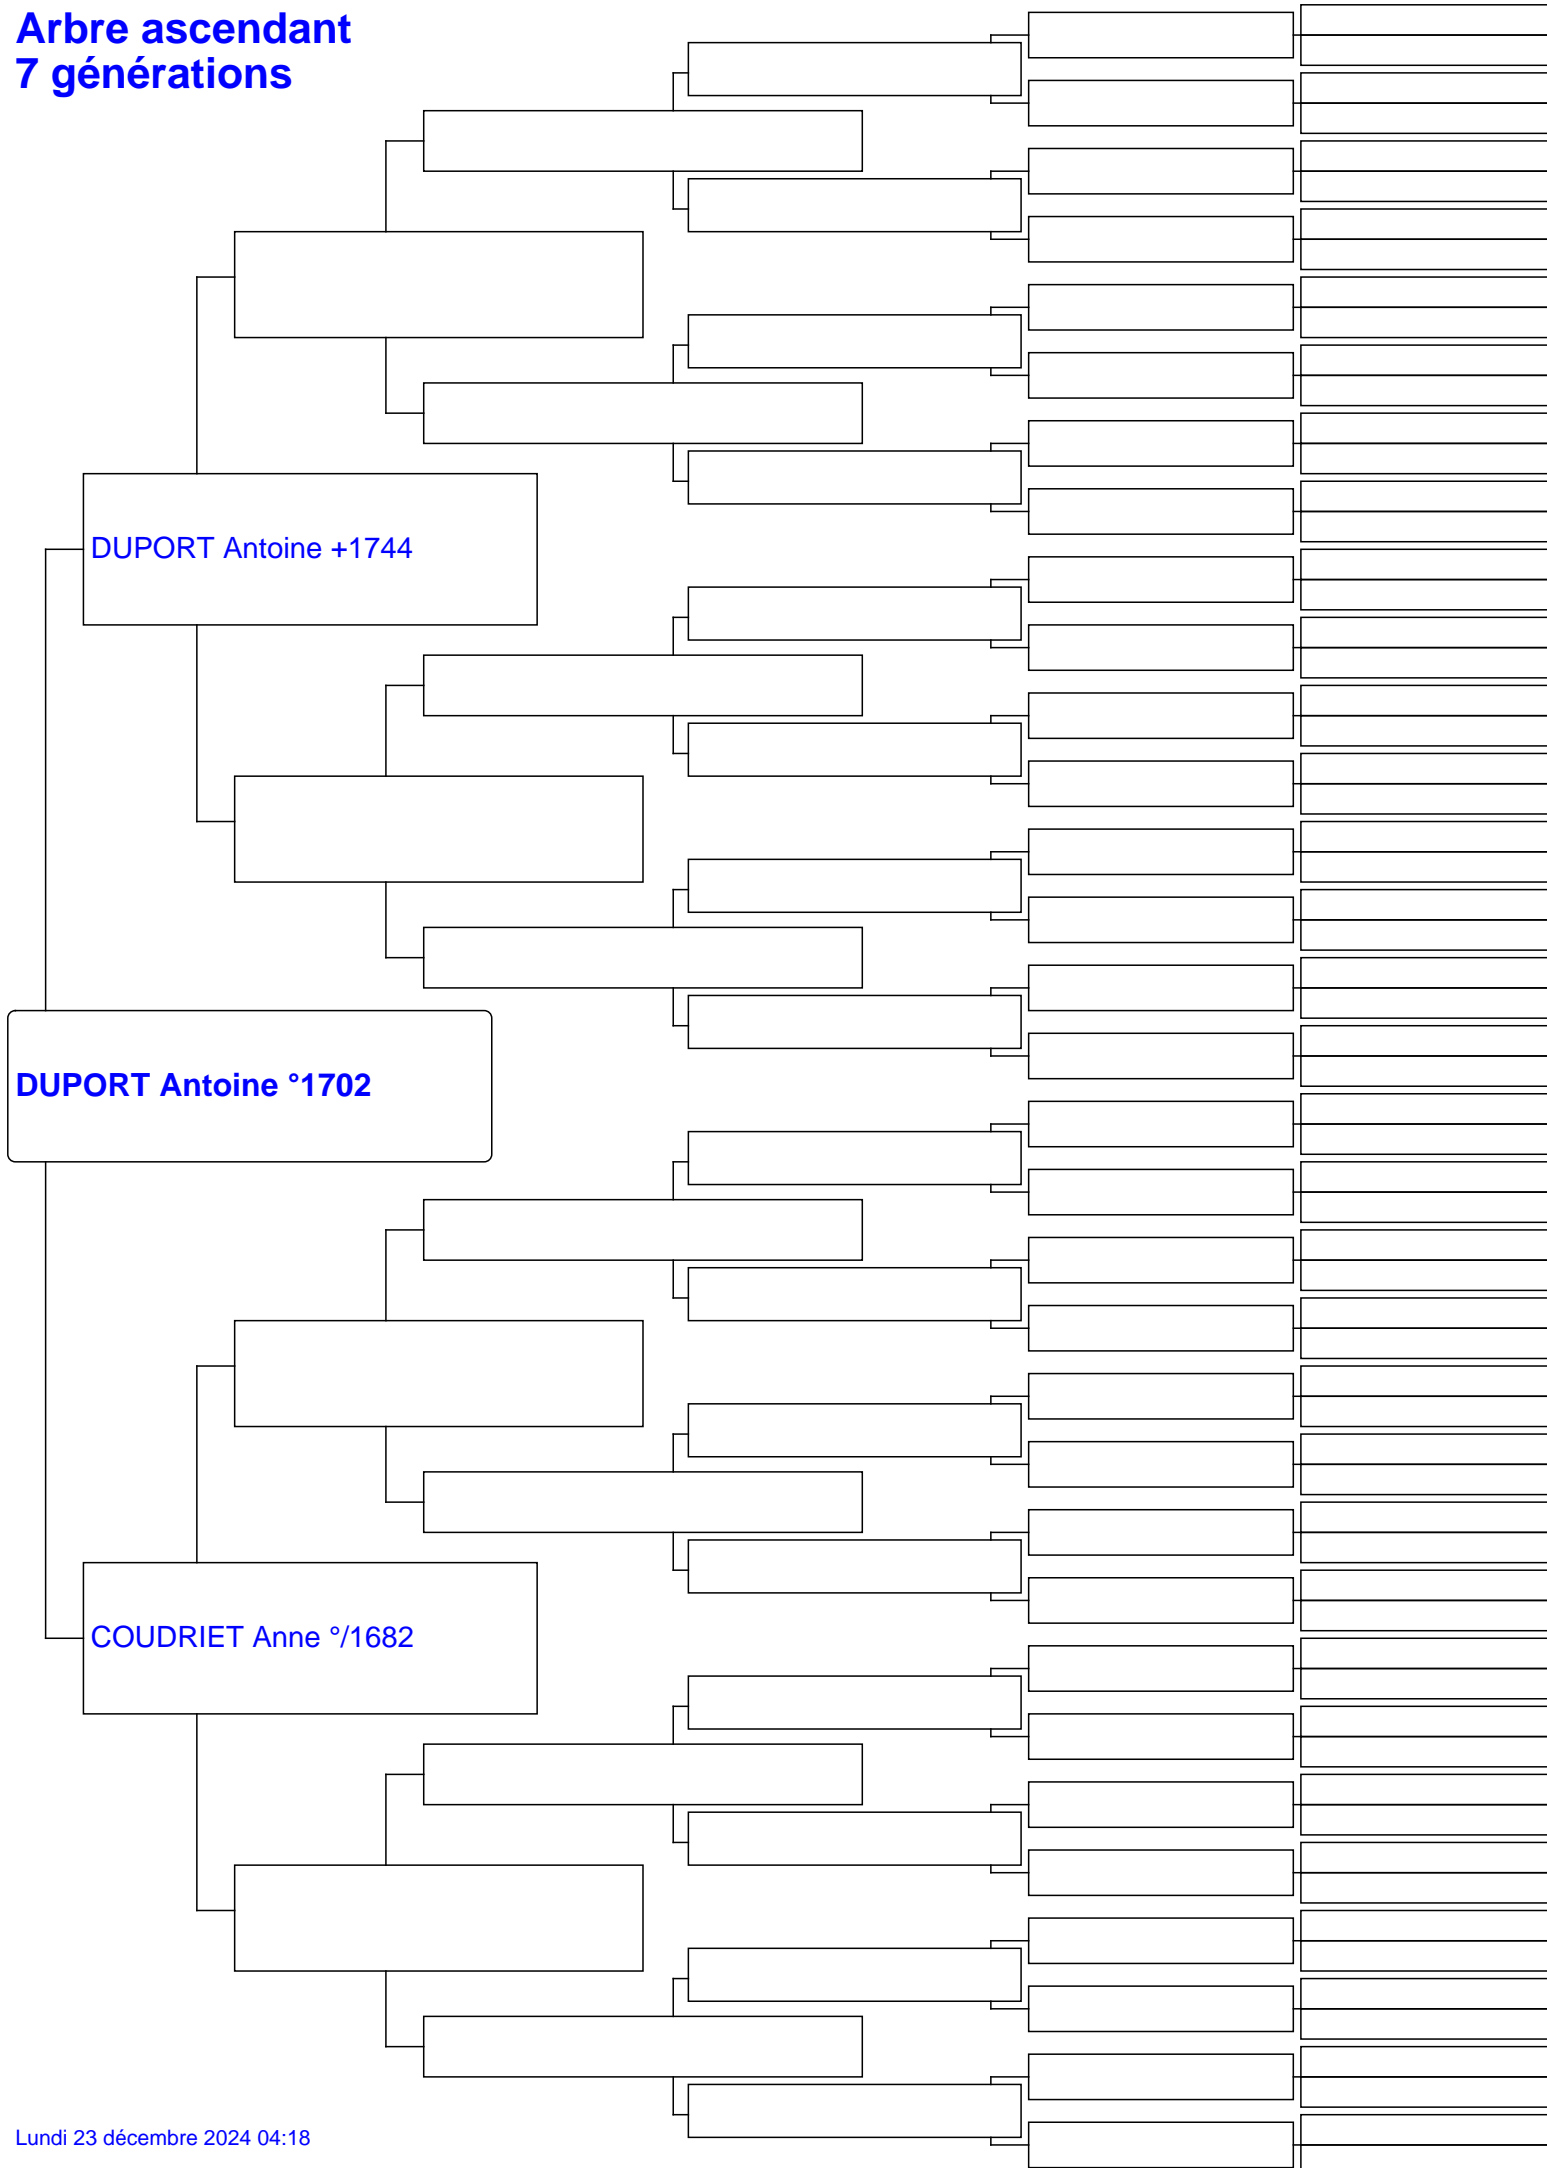 Arbre ascendant
7 générations
DUPORT Antoine +1744
DUPORT Antoine °1702
COUDRIET Anne °/1682
Lundi 23 décembre 2024 04:18